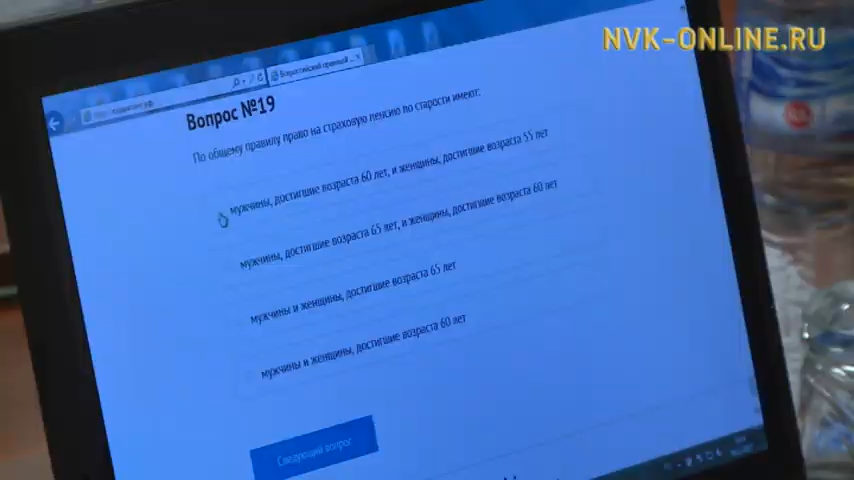 NVK-ONLINE.RU
Всероссийский правовой ...
Вопрос №19
По общему правилу право на страховую пенсию по старости имеют:
мужчины, достигшие возраста 60 лет, и женщины, достигшие возраста 55 лет
мужчины, достигшие возраста 65 лет, и женщины, достигшие возраста 60 лет
мужчины и женщины, достигшие возраста 65 лет
мужчины и женщины, достигшие возраста 60 лет
Следующий вопрос